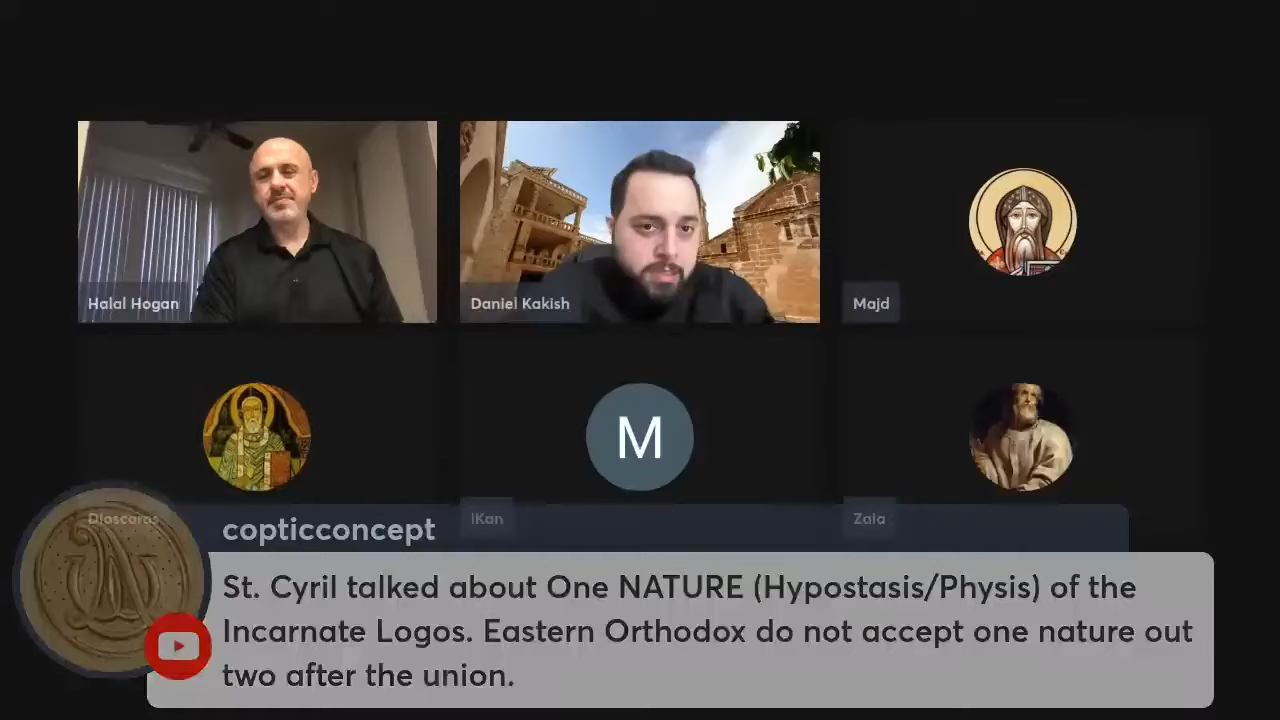 Halal Hogan
Daniel Kakish
Majd
M
Dioscoros
IKan
Zaia
copticconcept
St. Cyril talked about One NATURE (Hypostasis/Physis) of the
Incarnate Logos. Eastern Orthodox do not accept one nature out
two after the union.